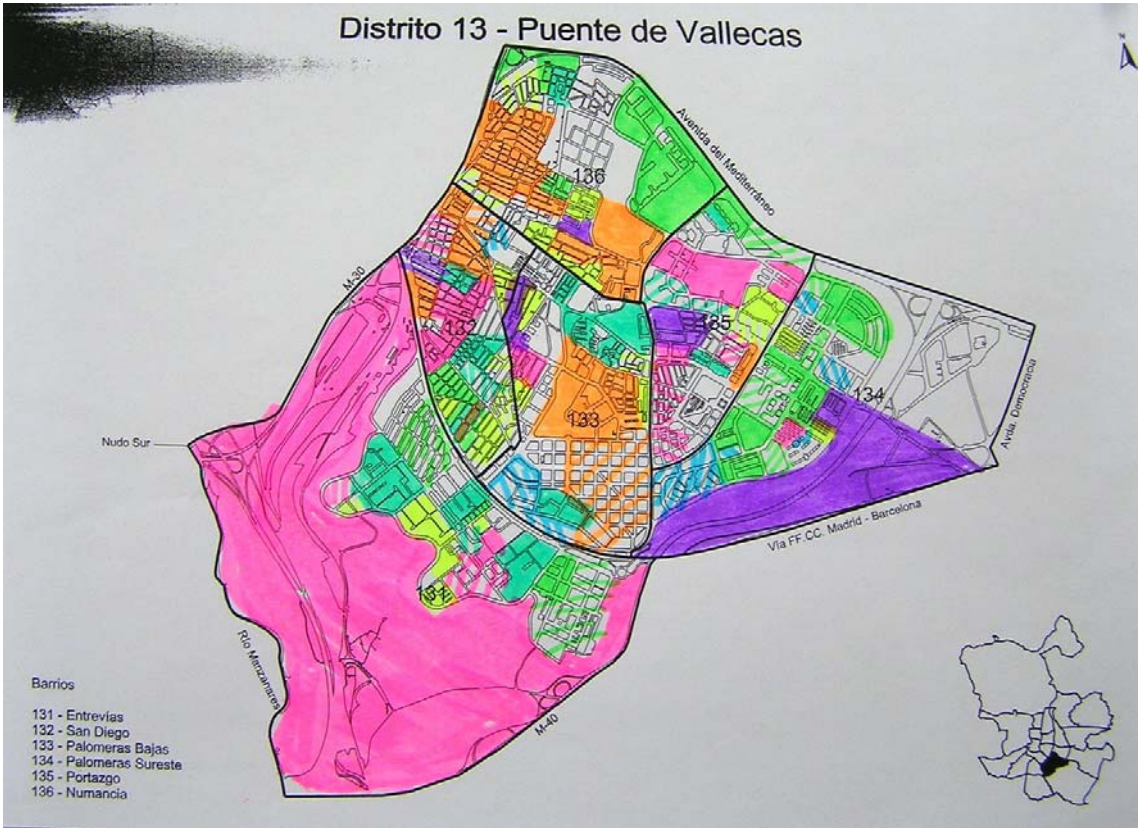 Distrito 13 - Puente de Vallecas
N
Avenida del Mediterráneo
136
M-30
132
135
134
133
Avda. Democracia
Nudo Sur
Vía FF.CC. Madrid - Barcelona
131
Río Manzanares
M-40
Barrios
131 - Entrevías
132 - San Diego
133 - Palomeras Bajas
134 - Palomeras Sureste
135 - Portazgo
136 - Numancia